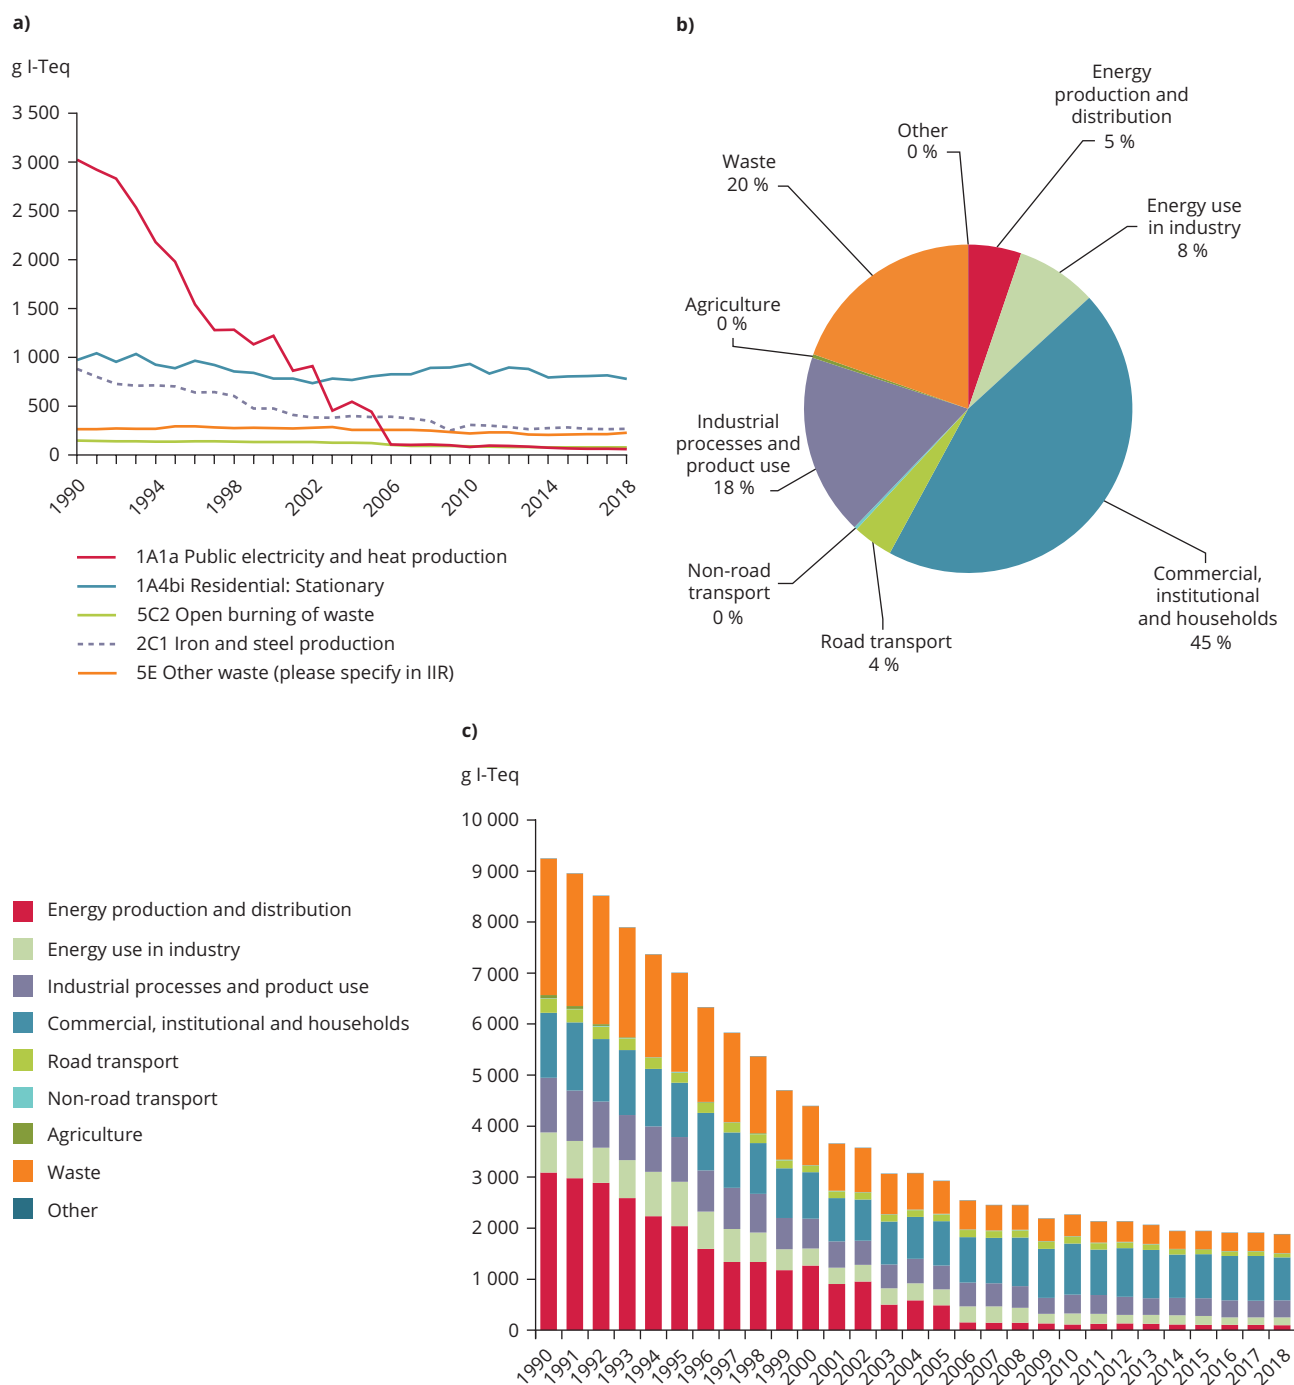 a)
g I-Teq
3 500
3 000
2 500
2 000
1 500
1 000
500
0
1990
1994
1998
2002
2006
2010
2014
2018
1A1a Public electricity and heat production
1A4bi Residential: Stationary
5C2 Open burning of waste
2C1 Iron and steel production
5E Other waste (please specify in IIR)
b)
Energy
production and
distribution
5 %
Other
0 %
Waste
20 %
Energy use
in industry
8 %
Agriculture
0 %
Industrial
processes and
product use
18 %
Non-road
transport
0 %
Road transport
4 %
Commercial,
institutional
and households
45 %
c)
g I-Teq
10 000
9 000
8 000
7 000
6 000
5 000
4 000
3 000
2 000
1 000
0
1990
1991
1992
1993
1994
1995
1996
1997
1998
1999
2000
2001
2002
2003
2004
2005
2006
2007
2008
2009
2010
2011
2012
2013
2014
2015
2016
2017
2018
Energy production and distribution
Energy use in industry
Industrial processes and product use
Commercial, institutional and households
Road transport
Non-road transport
Agriculture
Waste
Other